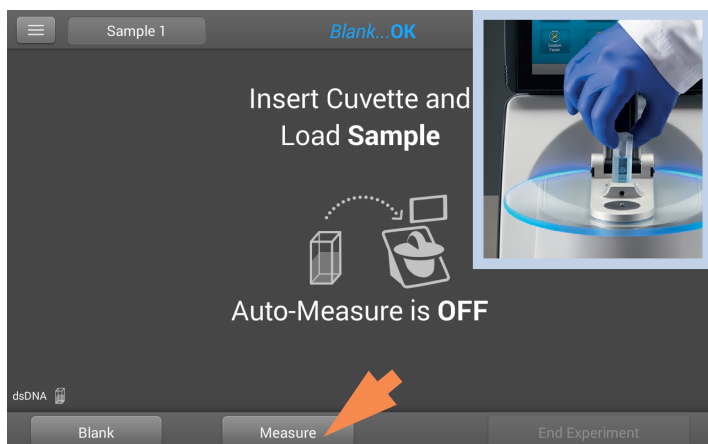 Sample 1
Blank...OK
Insert Cuvette and
Load Sample
Auto-Measure is OFF
dsDNA
Blank
Measure
End Experiment